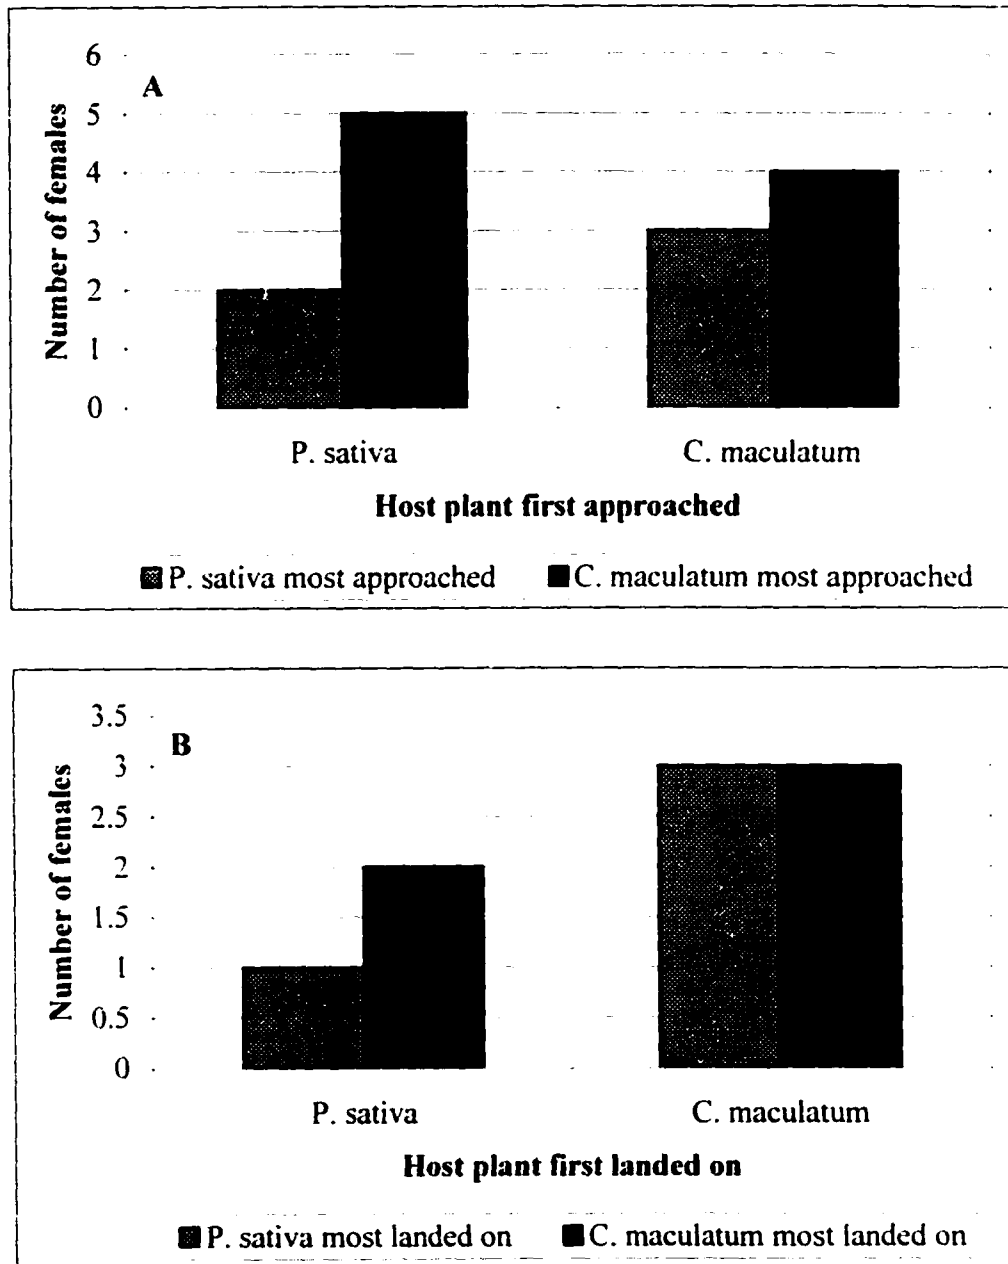 A
6
5
4
3
2
1
0
Number of females
P. sativa C. maculatum
Host plant first approached
P. sativa most approached C. maculatum most approached
B
3.5
3
2.5
2
1.5
1
0.5
0
Number of females
P. sativa C. maculatum
Host plant first landed on
P. sativa most landed on C. maculatum most landed on